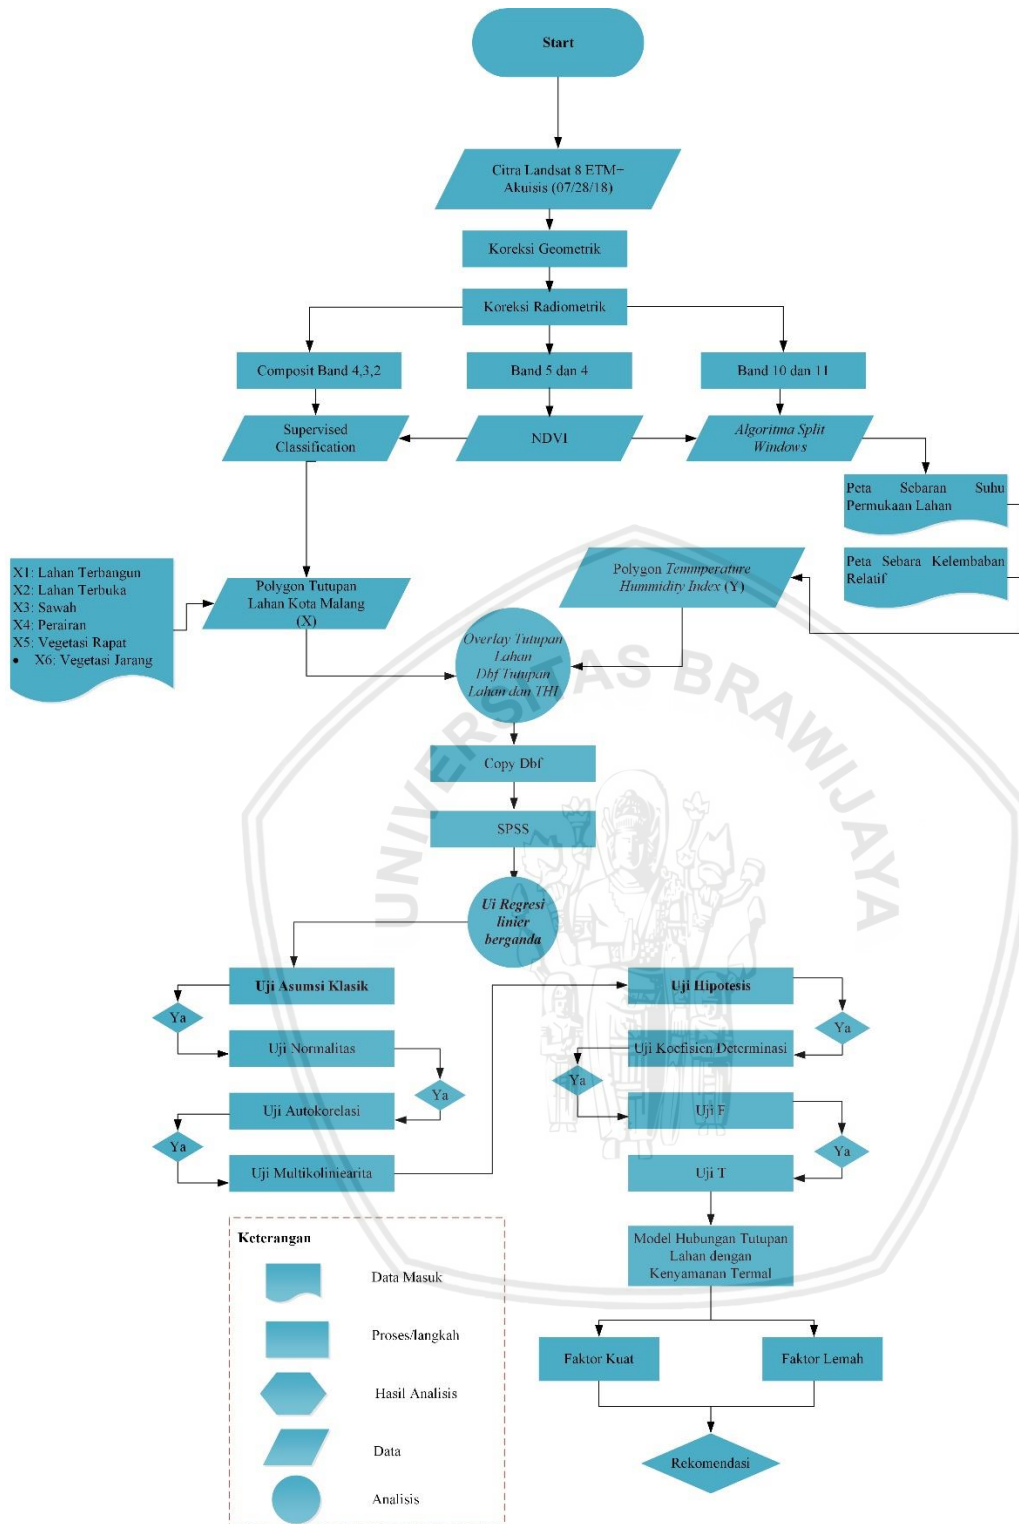 Start
Citra Landsat 8 ETM+
Akuisis (07/28/18)
Koreksi Geometrik
Koreksi Radiometrik
Composit Band 4,3,2
Band 5 dan 4
Band 10 dan 11
Supervised
Classification
NDVI
Algoritma Split
Windows
Peta Sebaran Suhu
Permukaan Lahan
Peta Sebara Kelembaban
Relatif
X1: Lahan Terbangun
X2: Lahan Terbuka
X3: Sawah
X4: Perairan
X5: Vegetasi Rapat
• X6: Vegetasi Jarang
Polygon Tutupan
Lahan Kota Malang
(X)
Polygon Temmperature
Hummidity Index (Y)
Overlay Tutupan
Lahan
Dbf Tutupan
Lahan dan THI
Copy Dbf
SPSS
Ui Regresi
linier
berganda
Uji Asumsi Klasik
Ya
Uji Normalitas
Ya
Uji Autokorelasi
Ya
Uji Multikoliniearita
Uji Hipotesis
Ya
Uji Koefisien Determinasi
Ya
Uji F
Ya
Uji T
Model Hubungan Tutupan
Lahan dengan
Kenyamanan Termal
Faktor Kuat
Faktor Lemah
Rekomendasi
Keterangan
Data Masuk
Proses/langkah
Hasil Analisis
Data
Analisis
UNIVERSITAS BRAWIJAYA